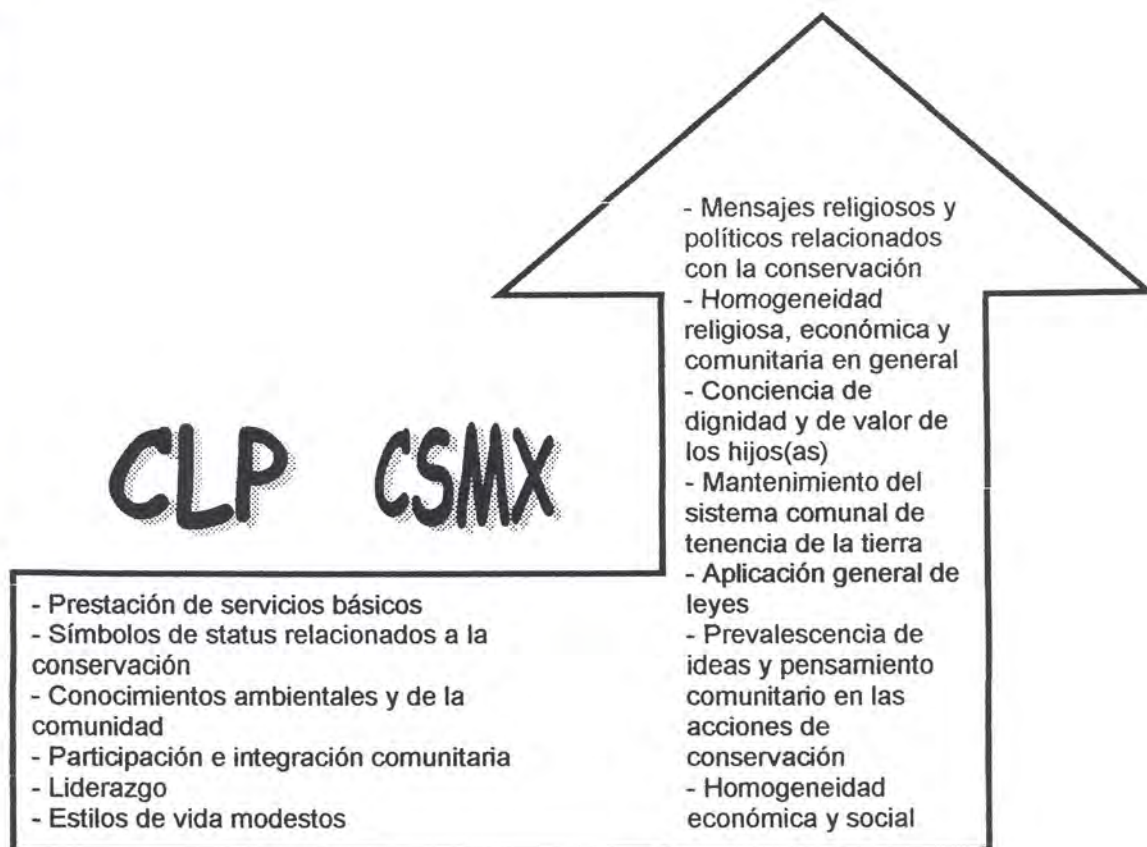 - Mensajes religiosos y
políticos relacionados
con la conservación
- Homogeneidad
religiosa, económica y
comunitaria en general
- Conciencia de
dignidad y de valor de
los hijos(as)
- Mantenimiento del
sistema comunal de
tenencia de la tierra
- Aplicación general de
leyes
- Prevalescencia de
ideas y pensamiento
comunitario en las
acciones de
conservación
- Homogeneidad
económica y social
CLP CSMX
- Prestación de servicios básicos
- Símbolos de status relacionados a la
conservación
- Conocimientos ambientales y de la
comunidad
- Participación e integración comunitaria
- Liderazgo
- Estilos de vida modestos